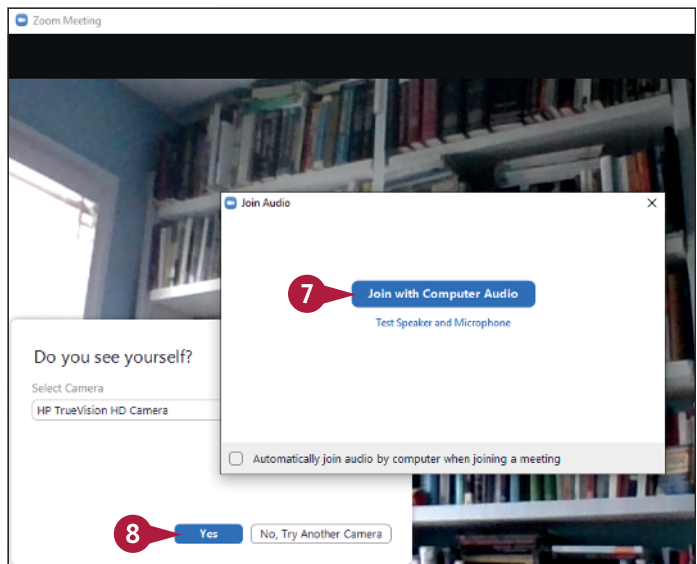 Zoom Meeting
Join Audio
7
Join with Computer Audio
Test Speaker and Microphone
Automatically join audio by computer when joining a meeting
Do you see yourself?
Select Camera
HP TrueVision HD Camera
8
Yes
No, Try Another Camera